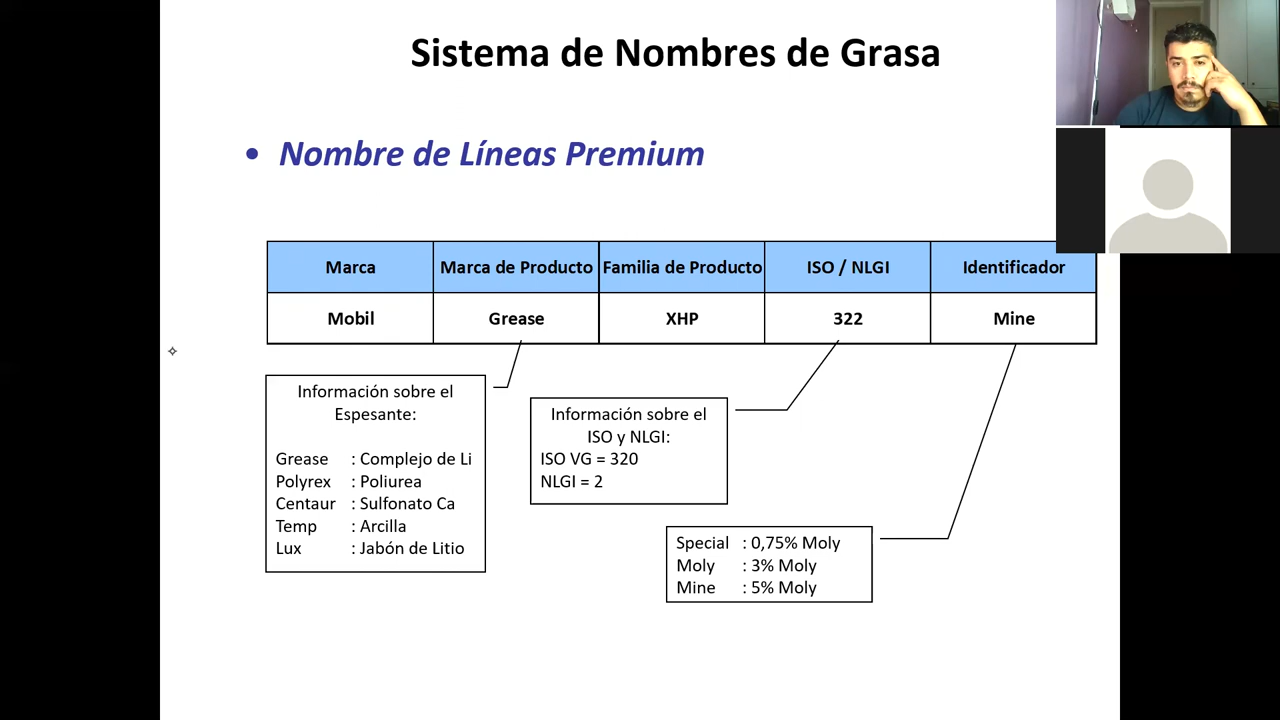 Sistema de Nombres de Grasa
• Nombre de Líneas Premium
Marca Marca de Producto Familia de Producto ISO / NLGI Identificador
Mobil Grease XHP 322 Mine
Información sobre el
Espesante:
Grease : Complejo de Li
Polyrex : Poliurea
Centaur : Sulfonato Ca
Temp : Arcilla
Lux : Jabón de Litio
Información sobre el
ISO y NLGI:
ISO VG = 320
NLGI = 2
Special : 0,75% Moly
Moly : 3% Moly
Mine : 5% Moly